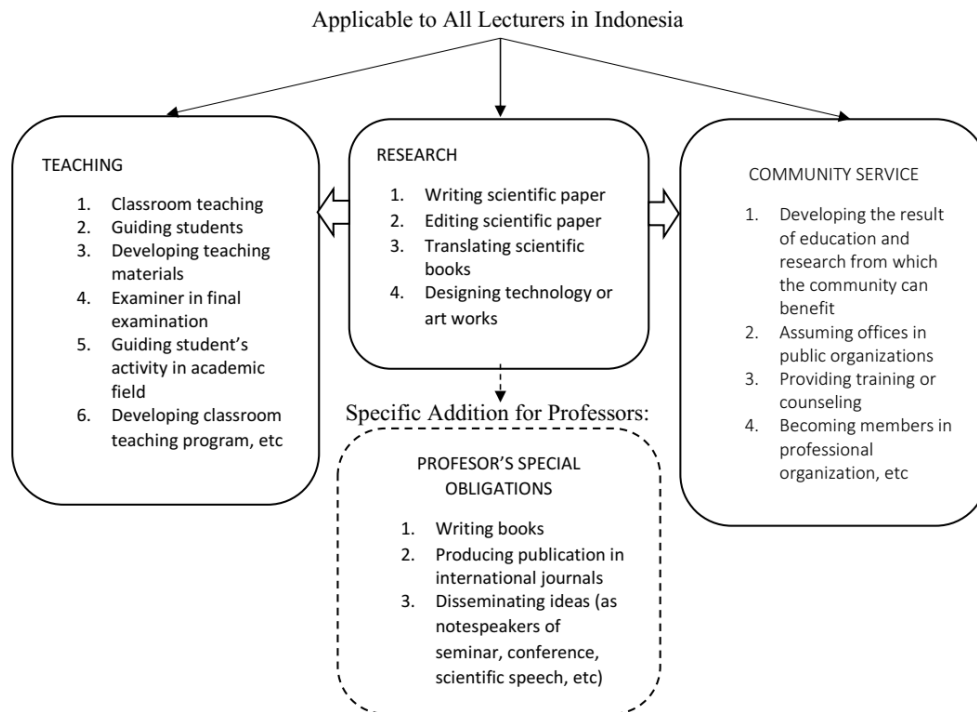 Applicable to All Lecturers in Indonesia
TEACHING
1. Classroom teaching
2. Guiding students
3. Developing teaching
materials
4. Examiner in final
examination
5. Guiding student’s
activity in academic
field
6. Developing classroom
teaching program, etc
RESEARCH
1. Writing scientific paper
2. Editing scientific paper
3. Translating scientific
books
4. Designing technology or
art works
COMMUNITY SERVICE
1. Developing the result
of education and
research from which
the community can
benefit
2. Assuming offices in
public organizations
3. Providing training or
counseling
4. Becoming members in
professional
organization, etc
Specific Addition for Professors:
PROFESOR’S SPECIAL
OBLIGATIONS
1. Writing books
2. Producing publication in
international journals
3. Disseminating ideas (as
notespeakers of
seminar, conference,
scientific speech, etc)